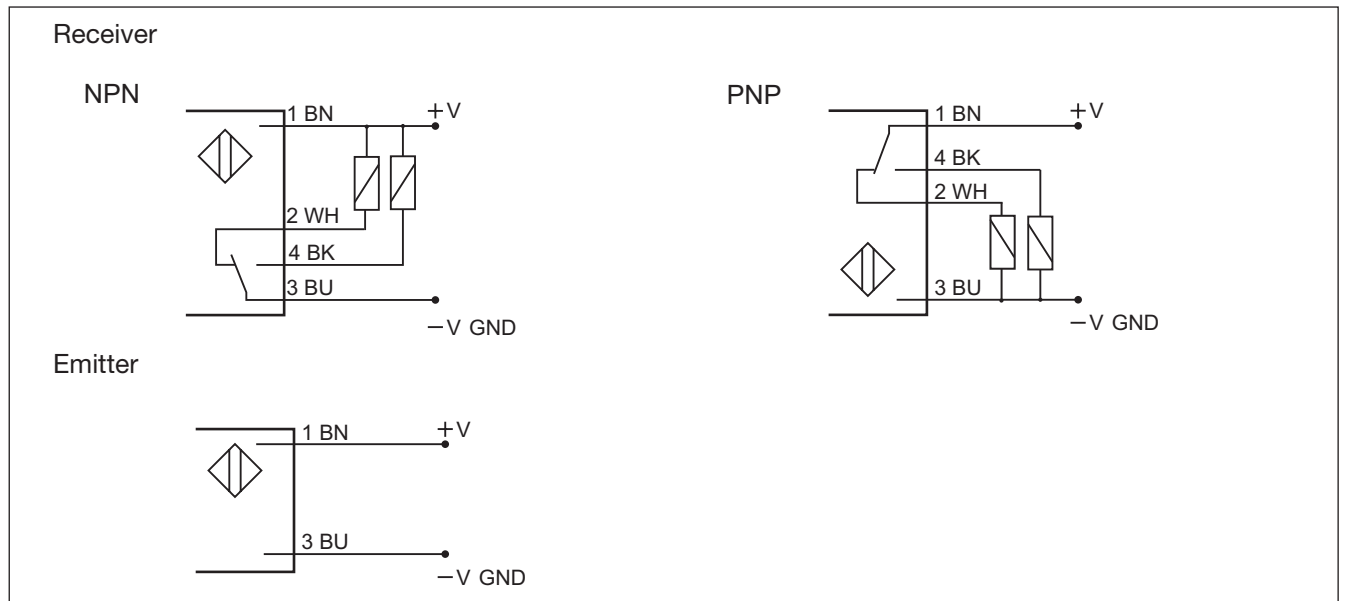 Receiver
NPN
1 BN
+V
2 WH
4 BK
3 BU
−V GND
PNP
1 BN
+V
4 BK
2 WH
3 BU
−V GND
Emitter
1 BN
+V
3 BU
−V GND